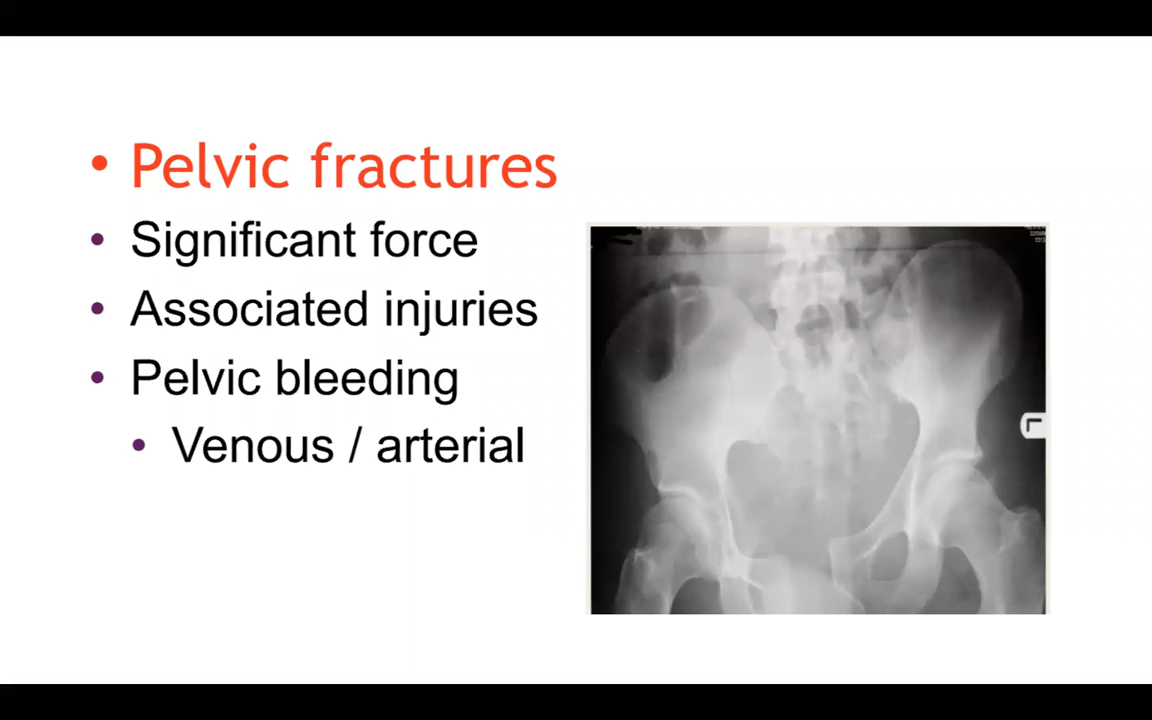 • Pelvic fractures
• Significant force
• Associated injuries
• Pelvic bleeding
• Venous / arterial
L